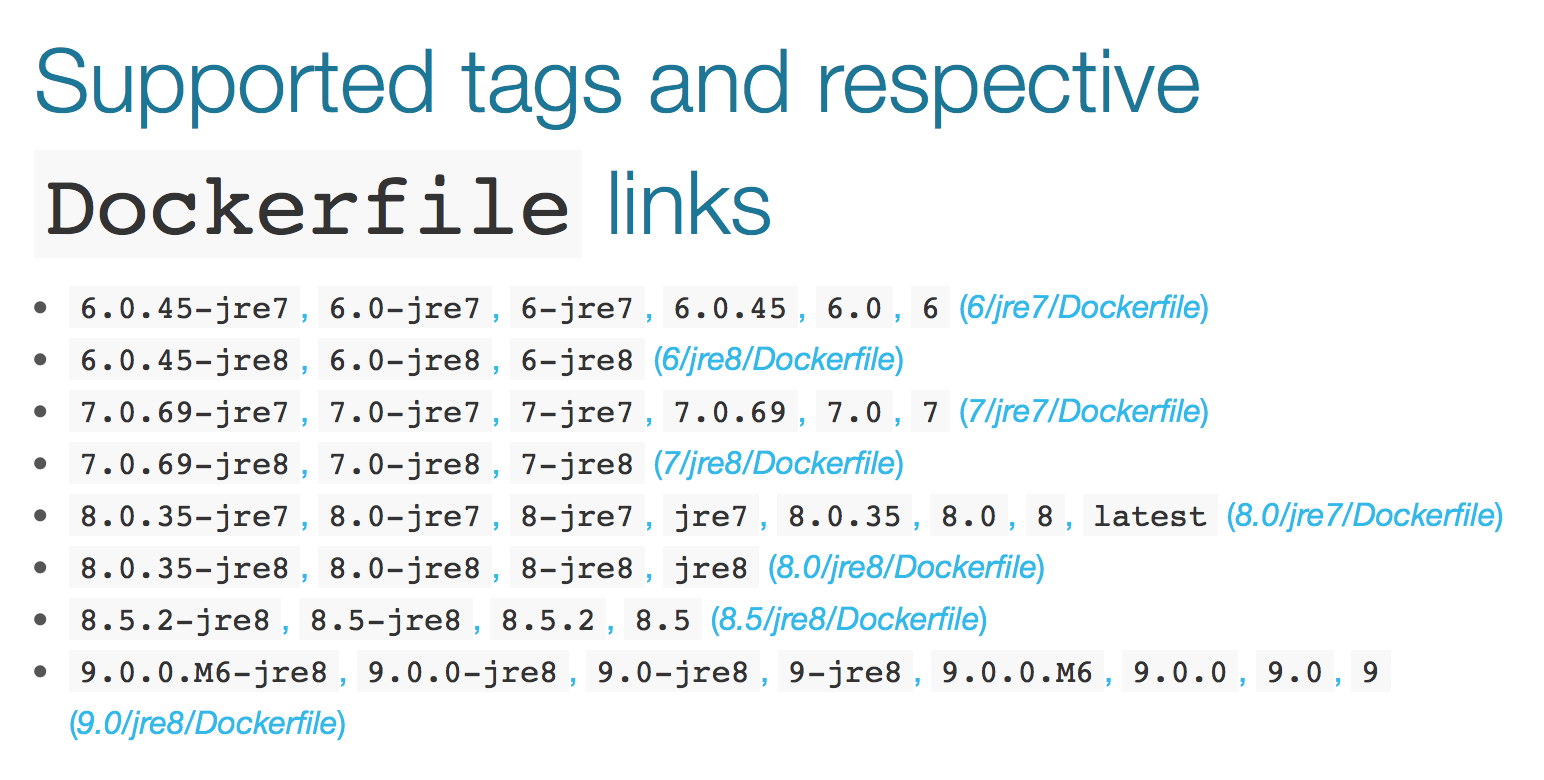 Supported tags and respective
Dockerfile links
• 6.0.45-jre7, 6.0-jre7, 6-jre7, 6.0.45, 6.0, 6 (6/jre7/Dockerfile)
• 6.0.45-jre8, 6.0-jre8, 6-jre8 (6/jre8/Dockerfile)
• 7.0.69-jre7, 7.0-jre7, 7-jre7, 7.0.69, 7.0, 7 (7/jre7/Dockerfile)
• 7.0.69-jre8, 7.0-jre8, 7-jre8 (7/jre8/Dockerfile)
• 8.0.35-jre7, 8.0-jre7, 8-jre7, jre7, 8.0.35, 8.0, 8, latest (8.0/jre7/Dockerfile)
• 8.0.35-jre8, 8.0-jre8, 8-jre8, jre8 (8.0/jre8/Dockerfile)
• 8.5.2-jre8, 8.5-jre8, 8.5.2, 8.5 (8.5/jre8/Dockerfile)
• 9.0.0.M6-jre8, 9.0.0-jre8, 9.0-jre8, 9-jre8, 9.0.0.M6, 9.0.0, 9.0, 9
(9.0/jre8/Dockerfile)